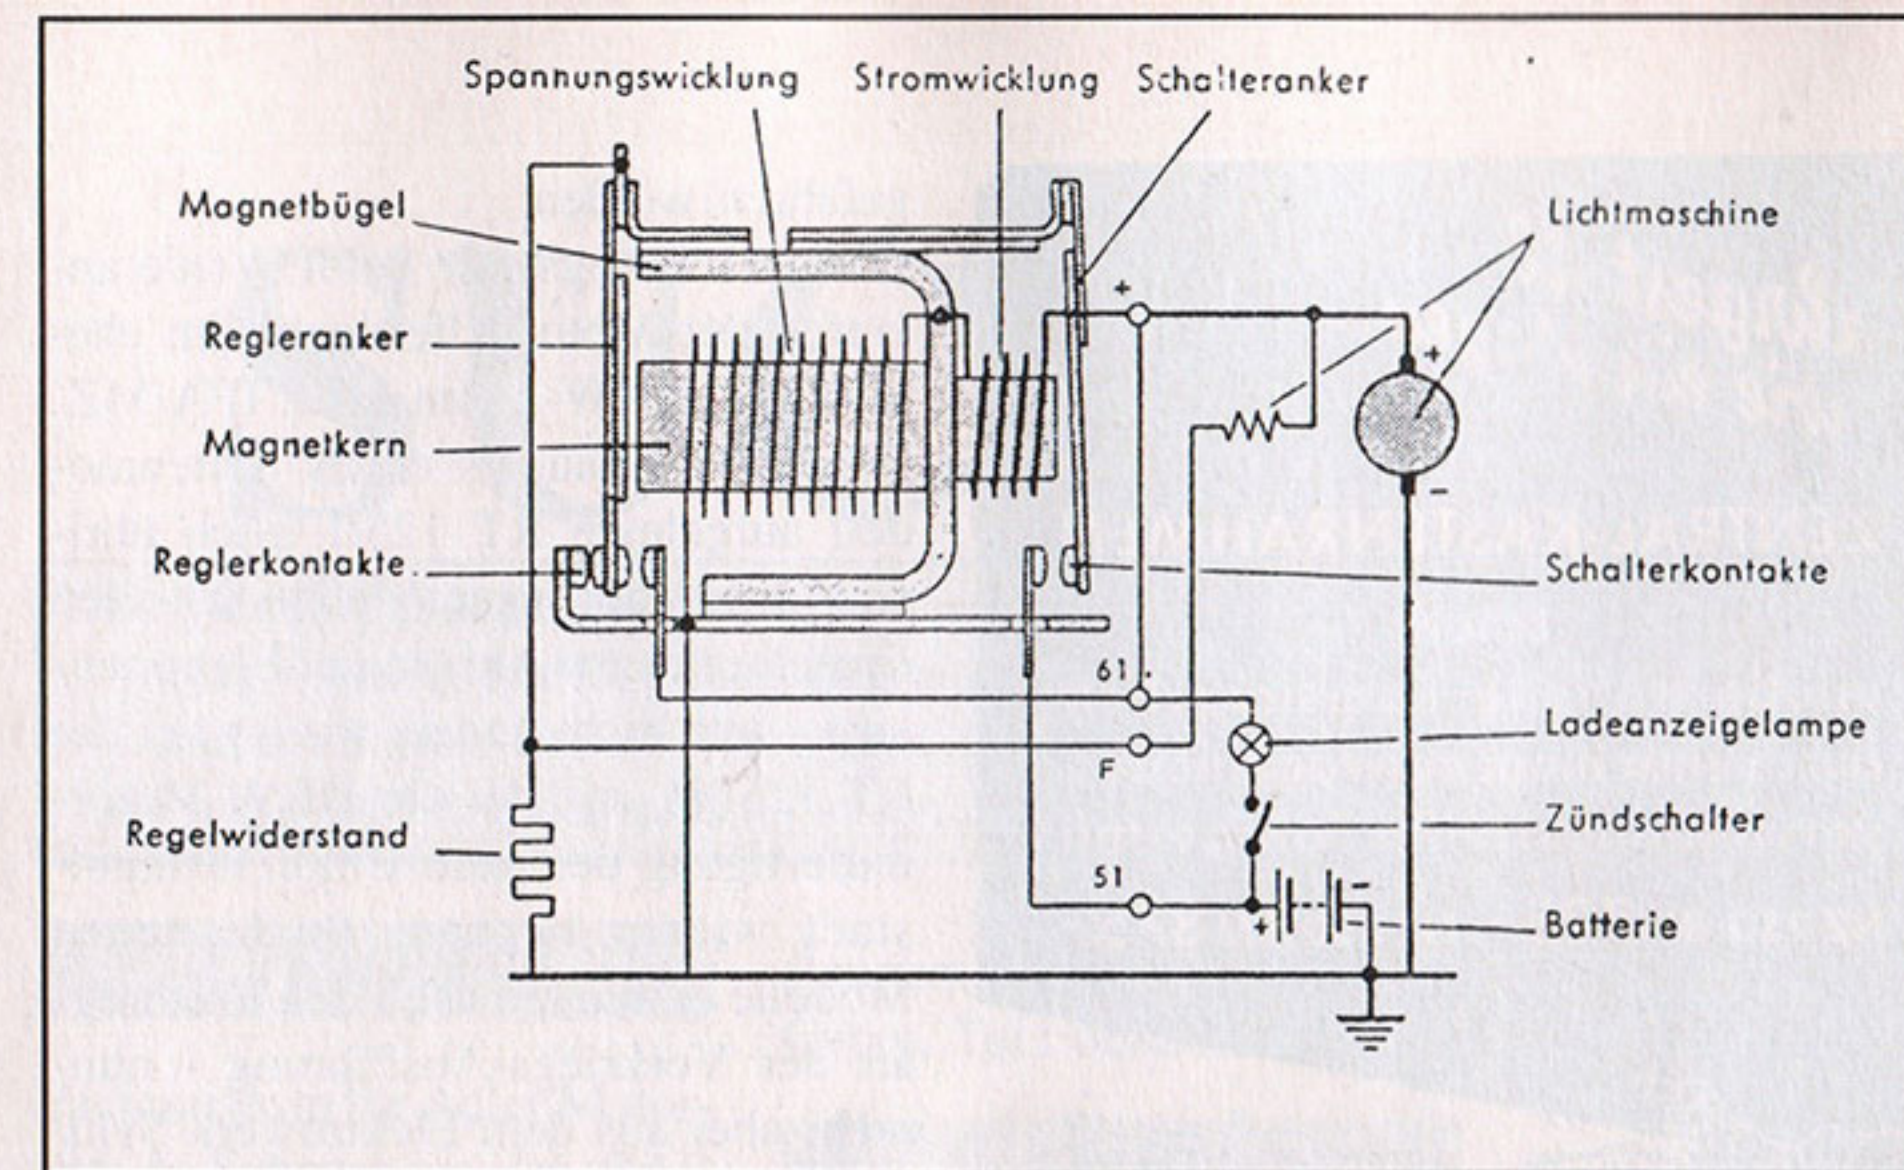 Spannungswicklung Stromwicklung Schalteranker
Magnetbügel
Lichtmaschine
+
Regleranker
+
Magnetkern
-
Reglerkontakte
Schalterkontakte
61
Ladeanzeigelampe
F
Regelwiderstand
Zündschalter
51
-
+
Batterie